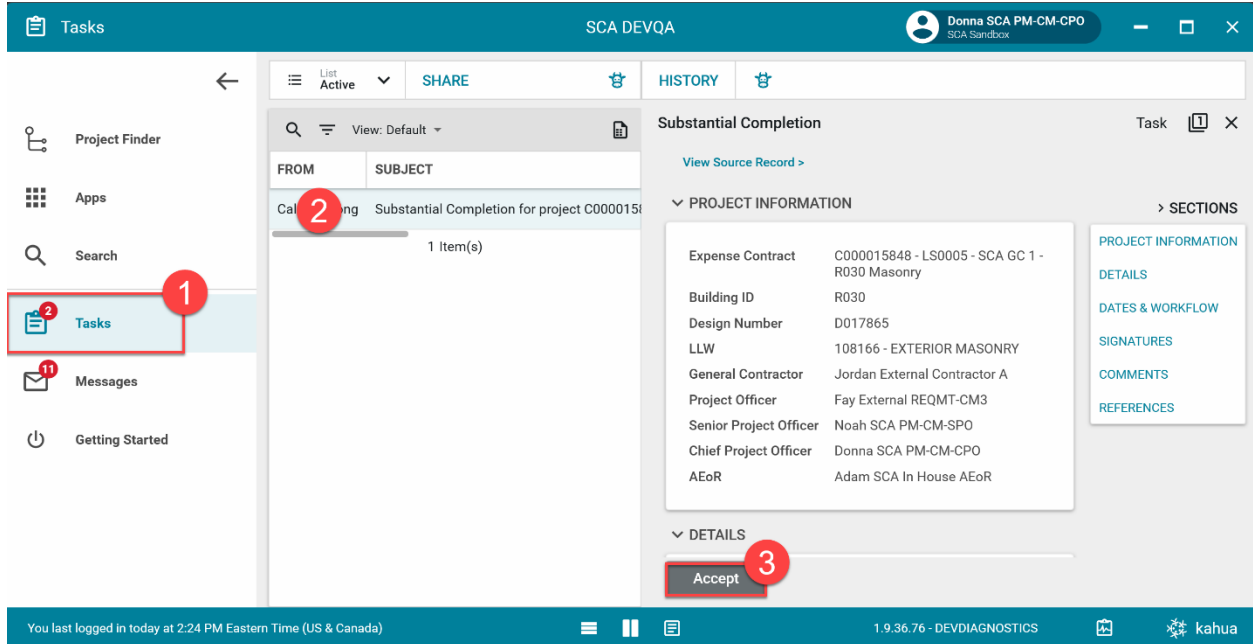 Tasks
SCA DEVQA
Donna SCA PM-CM-CPO
SCA Sandbox
List
Active
SHARE
HISTORY
Project Finder
Apps
Search
1
2
Tasks
11
Messages
Getting Started
View: Default
FROM SUBJECT
2
Substantial Completion for project C000015
1 Item(s)
Substantial Completion
Task 1
View Source Record >
PROJECT INFORMATION
Expense Contract C000015848 - LS0005 - SCA GC 1 -
R030 Masonry
Building ID R030
Design Number D017865
LLW 108166 - EXTERIOR MASONRY
General Contractor Jordan External Contractor A
Project Officer Fay External REQMT-CM3
Senior Project Officer Noah SCA PM-CM-SPO
Chief Project Officer Donna SCA PM-CM-CPO
AEoR Adam SCA In House AEoR
DETAILS
3
Accept
> SECTIONS
PROJECT INFORMATION
DETAILS
DATES & WORKFLOW
SIGNATURES
COMMENTS
REFERENCES
You last logged in today at 2:24 PM Eastern Time (US & Canada)
1.9.36.76 - DEVDIAGNOSTICS
kahua